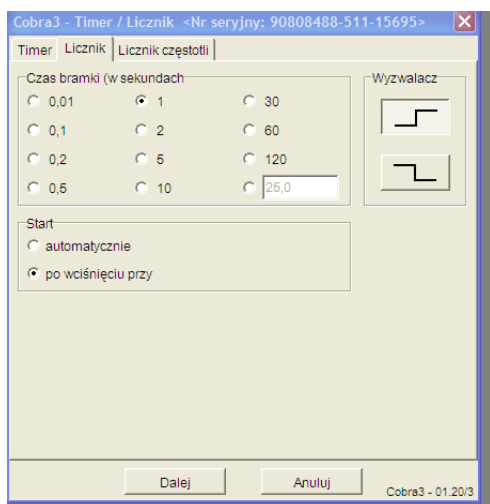 Cobra3 - Timer / Licznik <Nr seryjny: 90808488-511-15695>
Timer Licznik Licznik częstotli
Czas bramki (w sekundach
Wyzwalacz
0,01 1 30
0,1 2 60
0,2 5 120
0,5 10 25,0
Start
automatycznie
po wciśnięciu przy
Dalej Anuluj
Cobra3 - 01.20/3